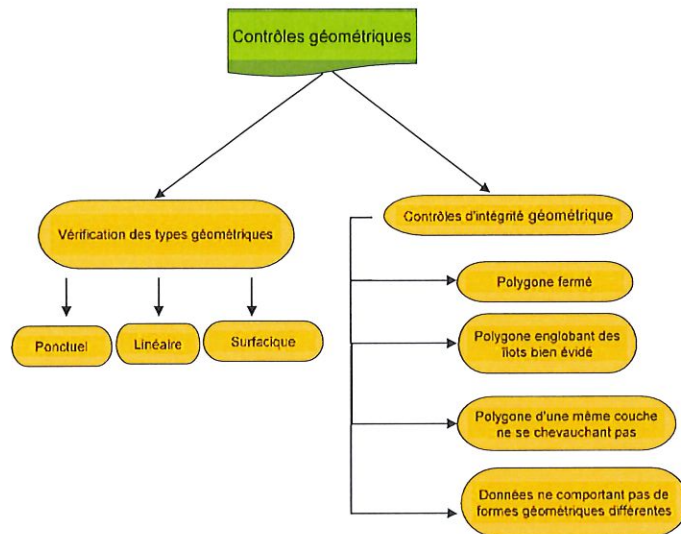 Contrôles géométriques
Vérification des types géométriques
Ponctuel
Linéaire
Surfacique
Contrôles d'intégrité géométrique
Polygone fermé
Polygone englobant des
îlots bien évidé
Polygone d'une même couche
ne se chevauchant pas
Données ne comportant pas de
formes géométriques différentes